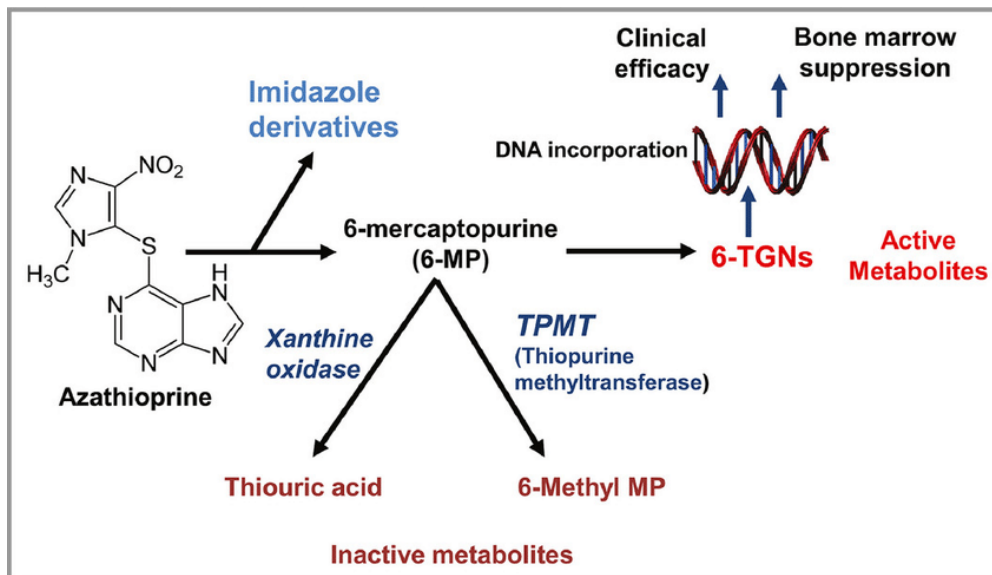 Clinical
efficacy
Bone marrow
suppression
Imidazole
derivatives
DNA incorporation
N
NO₂
N
S
H₃C
6-mercaptopurine
(6-MP)
6-TGNs
Active
Metabolites
H
N
N
N
N
Azathioprine
Xanthine
oxidase
TPMT
(Thiopurine
methyltransferase)
Thiouric acid
6-Methyl MP
Inactive metabolites